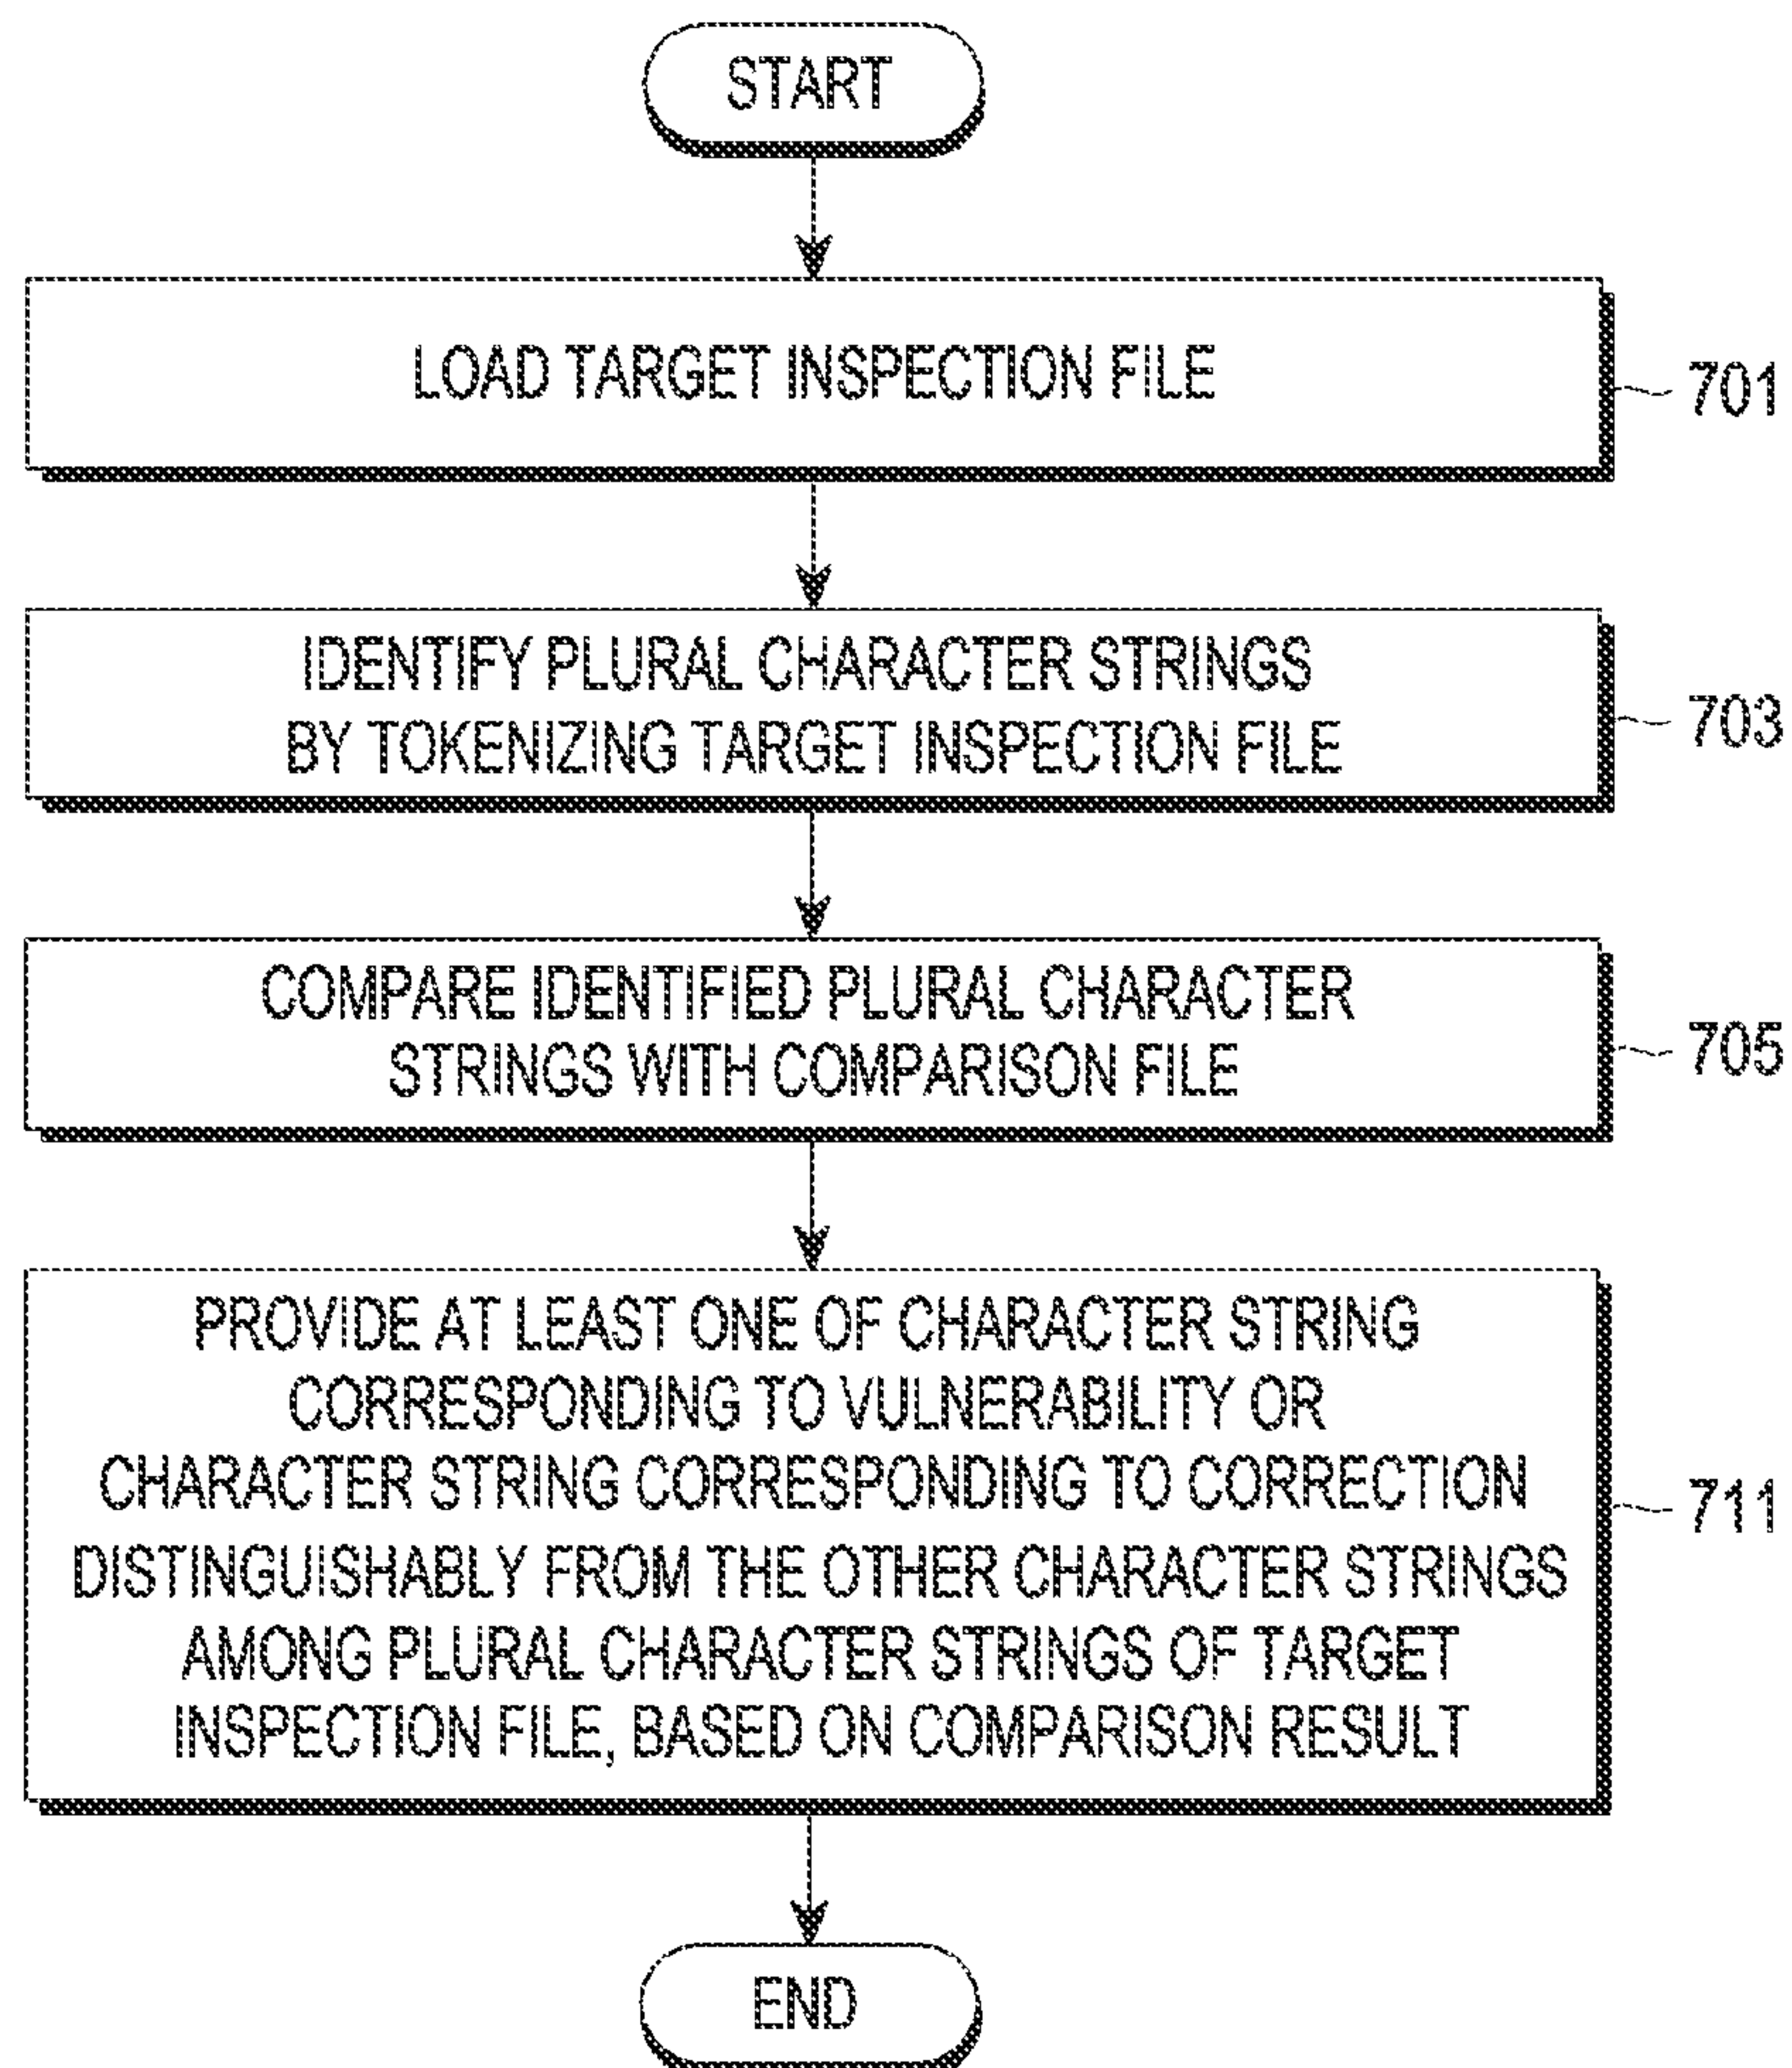 START
LOAD TARGET INSPECTION FILE
701
IDENTIFY PLURAL CHARACTER STRINGS
BY TOKENIZING TARGET INSPECTION FILE
703
COMPARE IDENTIFIED PLURAL CHARACTER
STRINGS WITH COMPARISON FILE
705
PROVIDE AT LEAST ONE OF CHARACTER STRING
CORRESPONDING TO VULNERABILITY OR
CHARACTER STRING CORRESPONDING TO CORRECTION
DISTINGUISHABLY FROM THE OTHER CHARACTER STRINGS
AMONG PLURAL CHARACTER STRINGS OF TARGET
INSPECTION FILE, BASED ON COMPARISON RESULT
711
END